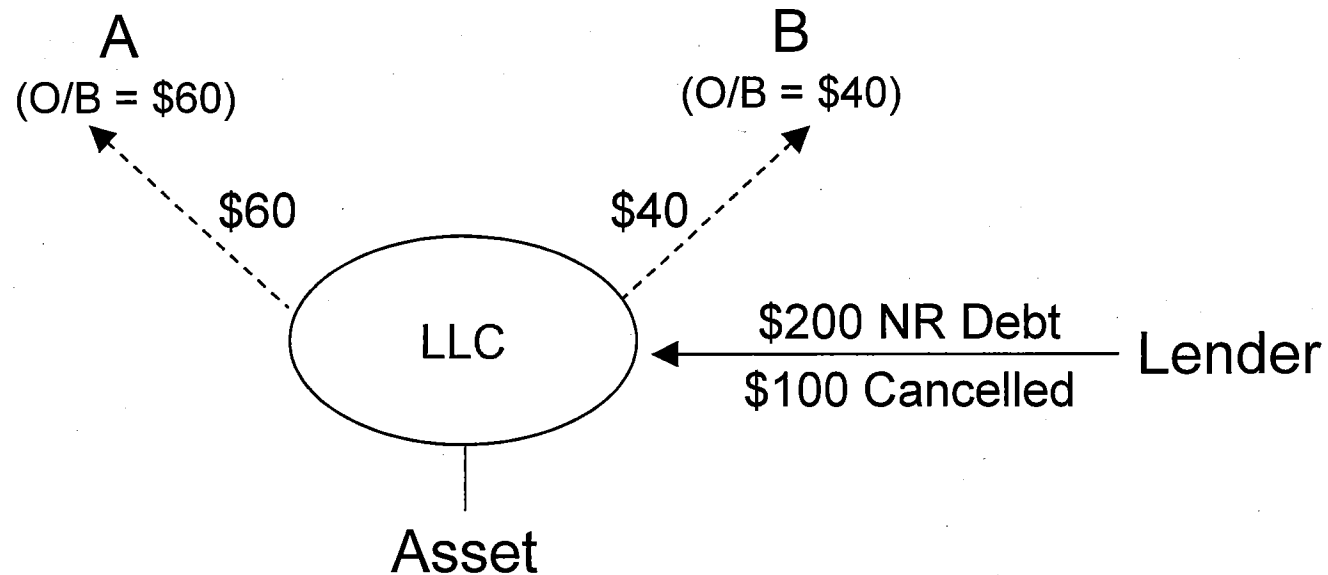 A
(O/B = $60)
B
(O/B = $40)
$60
$40
LLC
$200 NR Debt
$100 Cancelled
Lender
Asset